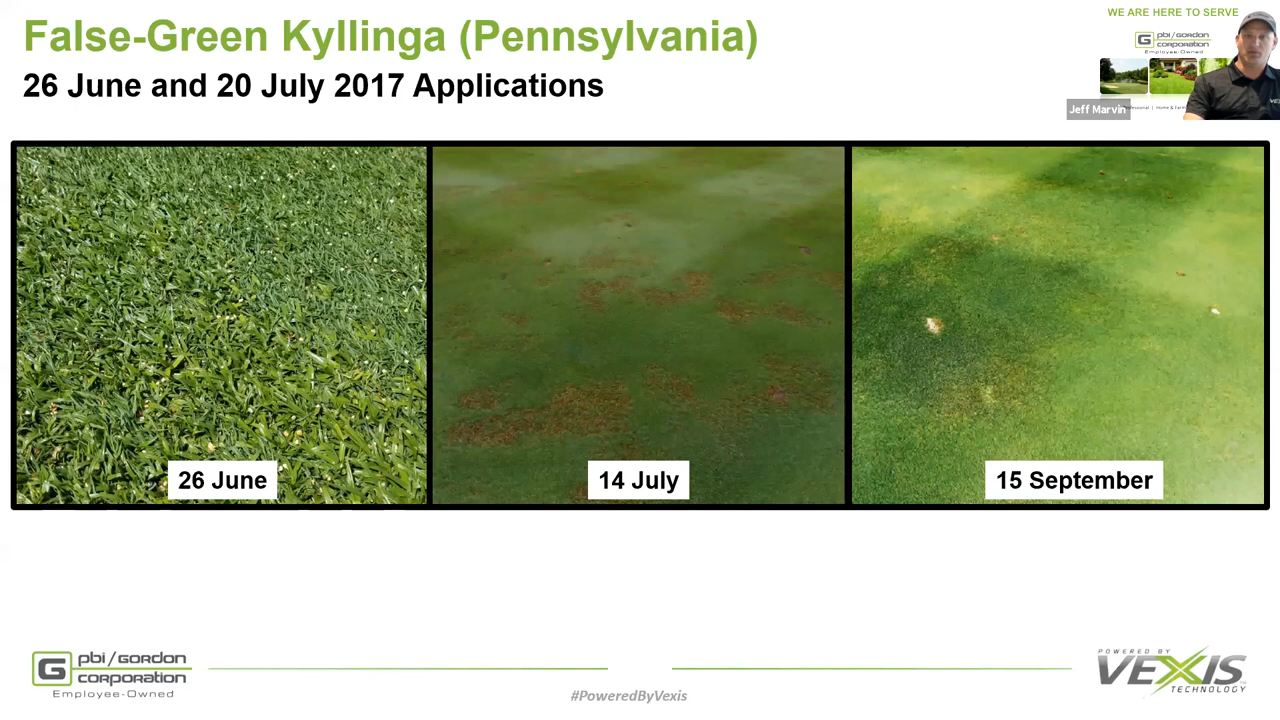 False-Green Kyllinga (Pennsylvania)
26 June and 20 July 2017 Applications
WE ARE HERE TO SERVE
G pbi/GORDON
CORPORATION
Employee-Owned
Jeff Marvin
26 June
14 July
15 September
G pbi/GORDON
CORPORATION
Employee-Owned
#PoweredByVexis
POWERED BY
VEXIS
TECHNOLOGY